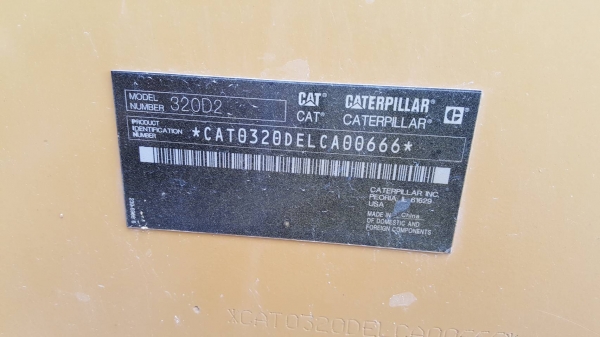 MODEL NUMBER 320D2
CAT CATERPILLAR C
CAT® CATERPILLAR®
PRODUCT IDENTIFICATION NUMBER *CAT0320DELCA00666*
CATERPILLAR INC.
PEORIA, IL 61629
USA
MADE IN China
OF DOMESTIC AND
FOREIGN COMPONENTS